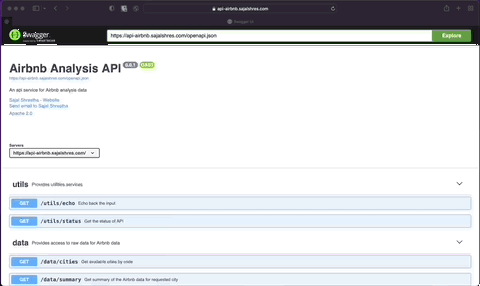 api-airbnb.sajalshres.com
Swagger UI
Swagger
https://api-airbnb.sajalshres.com/openapi.json
Explore
Airbnb Analysis API 0.0.1 OAS3
https://api-airbnb.sajalshres.com/openapi.json
An api service for Airbnb analysis data
Sajal Shrestha - Website
Send email to Sajal Shrestha
Apache 2.0
Servers
https://api-airbnb.sajalshres.com/
utils Provides utilities services
GET /utils/echo Echo back the input
GET /utils/status Get the status of API
data Provides access to raw data for Airbnb data
GET /data/cities Get available cities by code
GET /data/summary Get summary of the Airbnb data for requested city